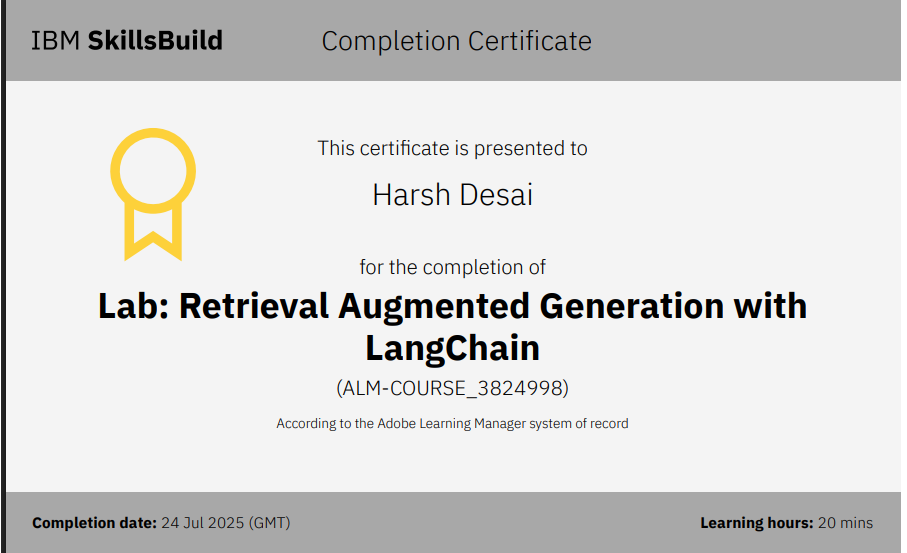 IBM SkillsBuild
Completion Certificate
This certificate is presented to
Harsh Desai
for the completion of
Lab: Retrieval Augmented Generation with
LangChain
(ALM-COURSE_3824998)
According to the Adobe Learning Manager system of record
Completion date: 24 Jul 2025 (GMT)
Learning hours: 20 mins